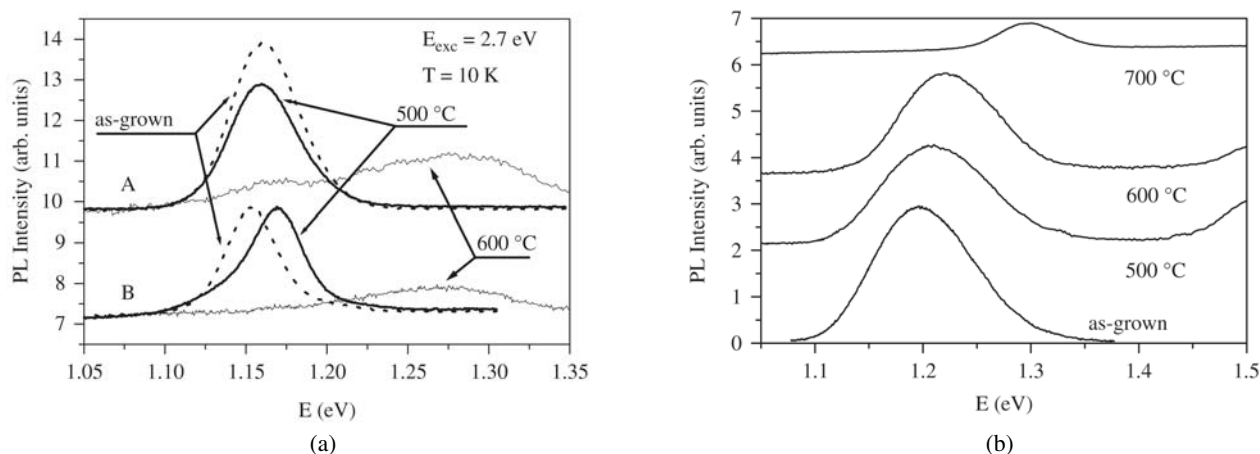 14
13
12
11
10
9
8
7
PL Intensity (arb. units)
E_exc = 2.7 eV
T = 10 K
as-grown
500 °C
A
600 °C
B
1.05 1.10 1.15 1.20 1.25 1.30 1.35
E (eV)
(a)
7
6
5
4
3
2
1
0
PL Intensity (arb. units)
700 °C
600 °C
500 °C
as-grown
1.1 1.2 1.3 1.4 1.5
E (eV)
(b)